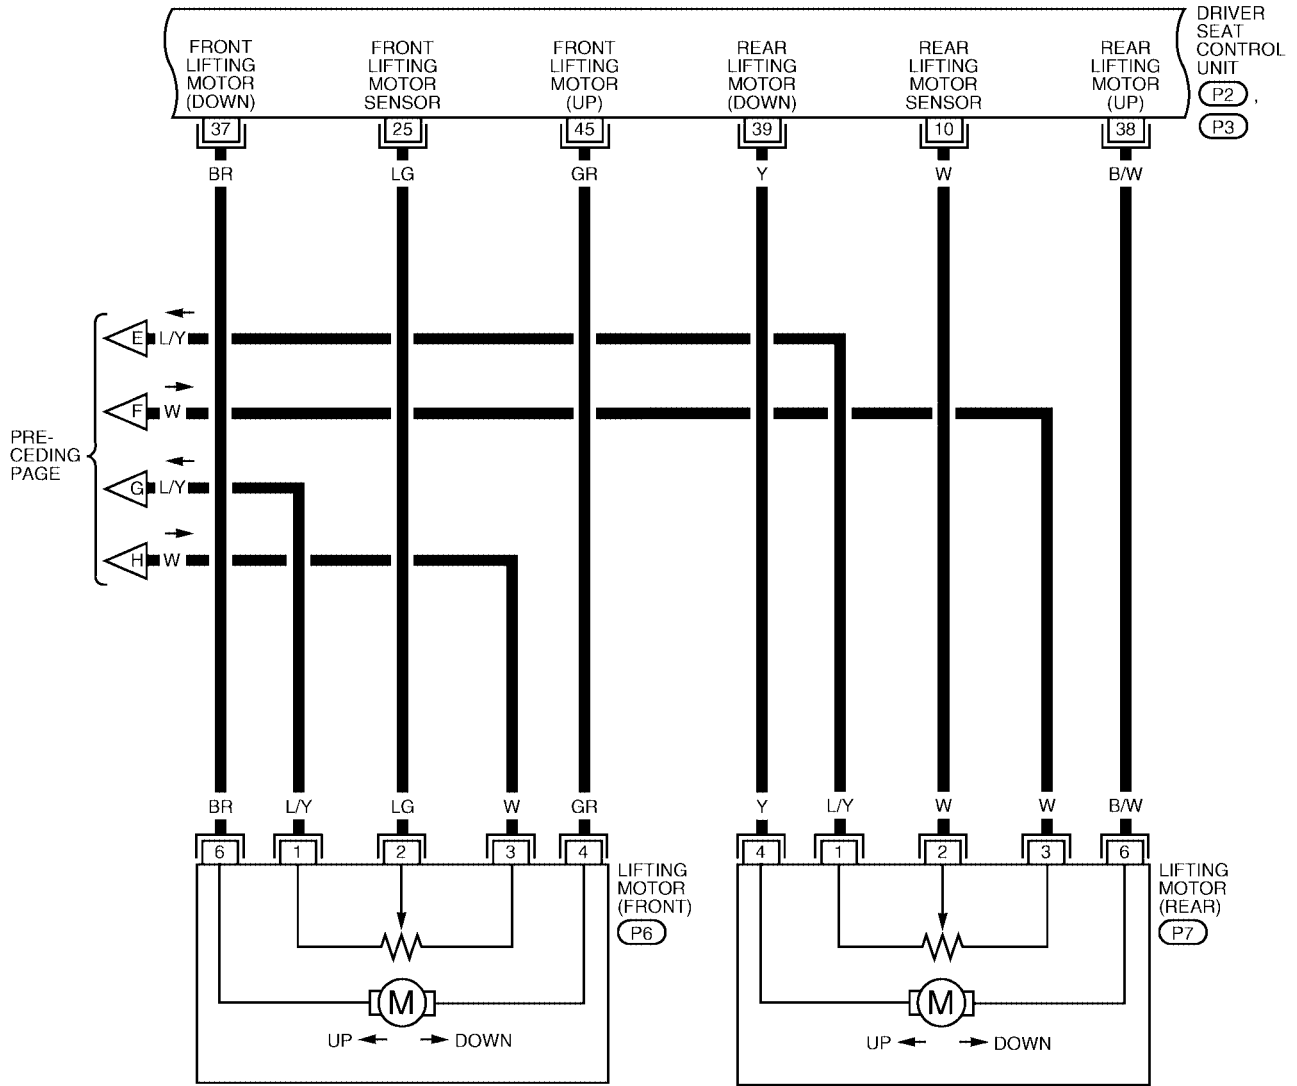 DRIVER
SEAT
CONTROL
UNIT
P2 ,
P3
FRONT
LIFTING
MOTOR
(DOWN)
FRONT
LIFTING
MOTOR
SENSOR
FRONT
LIFTING
MOTOR
(UP)
REAR
LIFTING
MOTOR
(DOWN)
REAR
LIFTING
MOTOR
SENSOR
REAR
LIFTING
MOTOR
(UP)
37 25 45 39 10 38
BR LG GR Y W B/W
E L/Y
F W
PRE-
CEDING
PAGE
G L/Y
H W
BR L/Y LG W GR Y L/Y W W B/W
6 1 2 3 4 4 1 2 3 6
LIFTING
MOTOR
(FRONT)
P6
LIFTING
MOTOR
(REAR)
P7
M
UP DOWN
M
UP DOWN